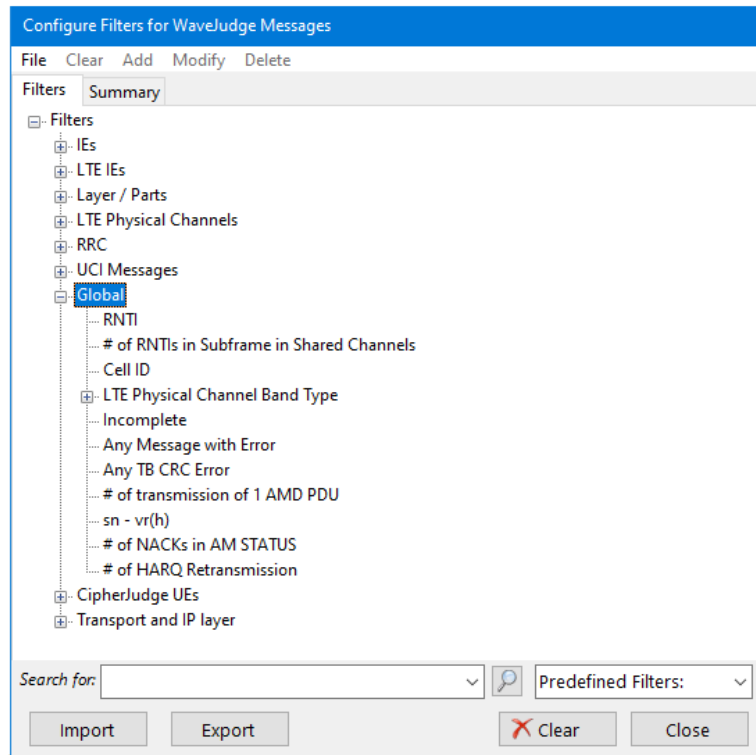 Configure Filters for WaveJudge Messages
File Clear Add Modify Delete
Filters Summary
Filters
IEs
LTE IEs
Layer / Parts
LTE Physical Channels
RRC
UCI Messages
Global
RNTI
# of RNTIs in Subframe in Shared Channels
Cell ID
LTE Physical Channel Band Type
Incomplete
Any Message with Error
Any TB CRC Error
# of transmission of 1 AMD PDU
sn - vr(h)
# of NACKs in AM STATUS
# of HARQ Retransmission
CipherJudge UEs
Transport and IP layer
Search for: Predefined Filters:
Import Export Clear Close